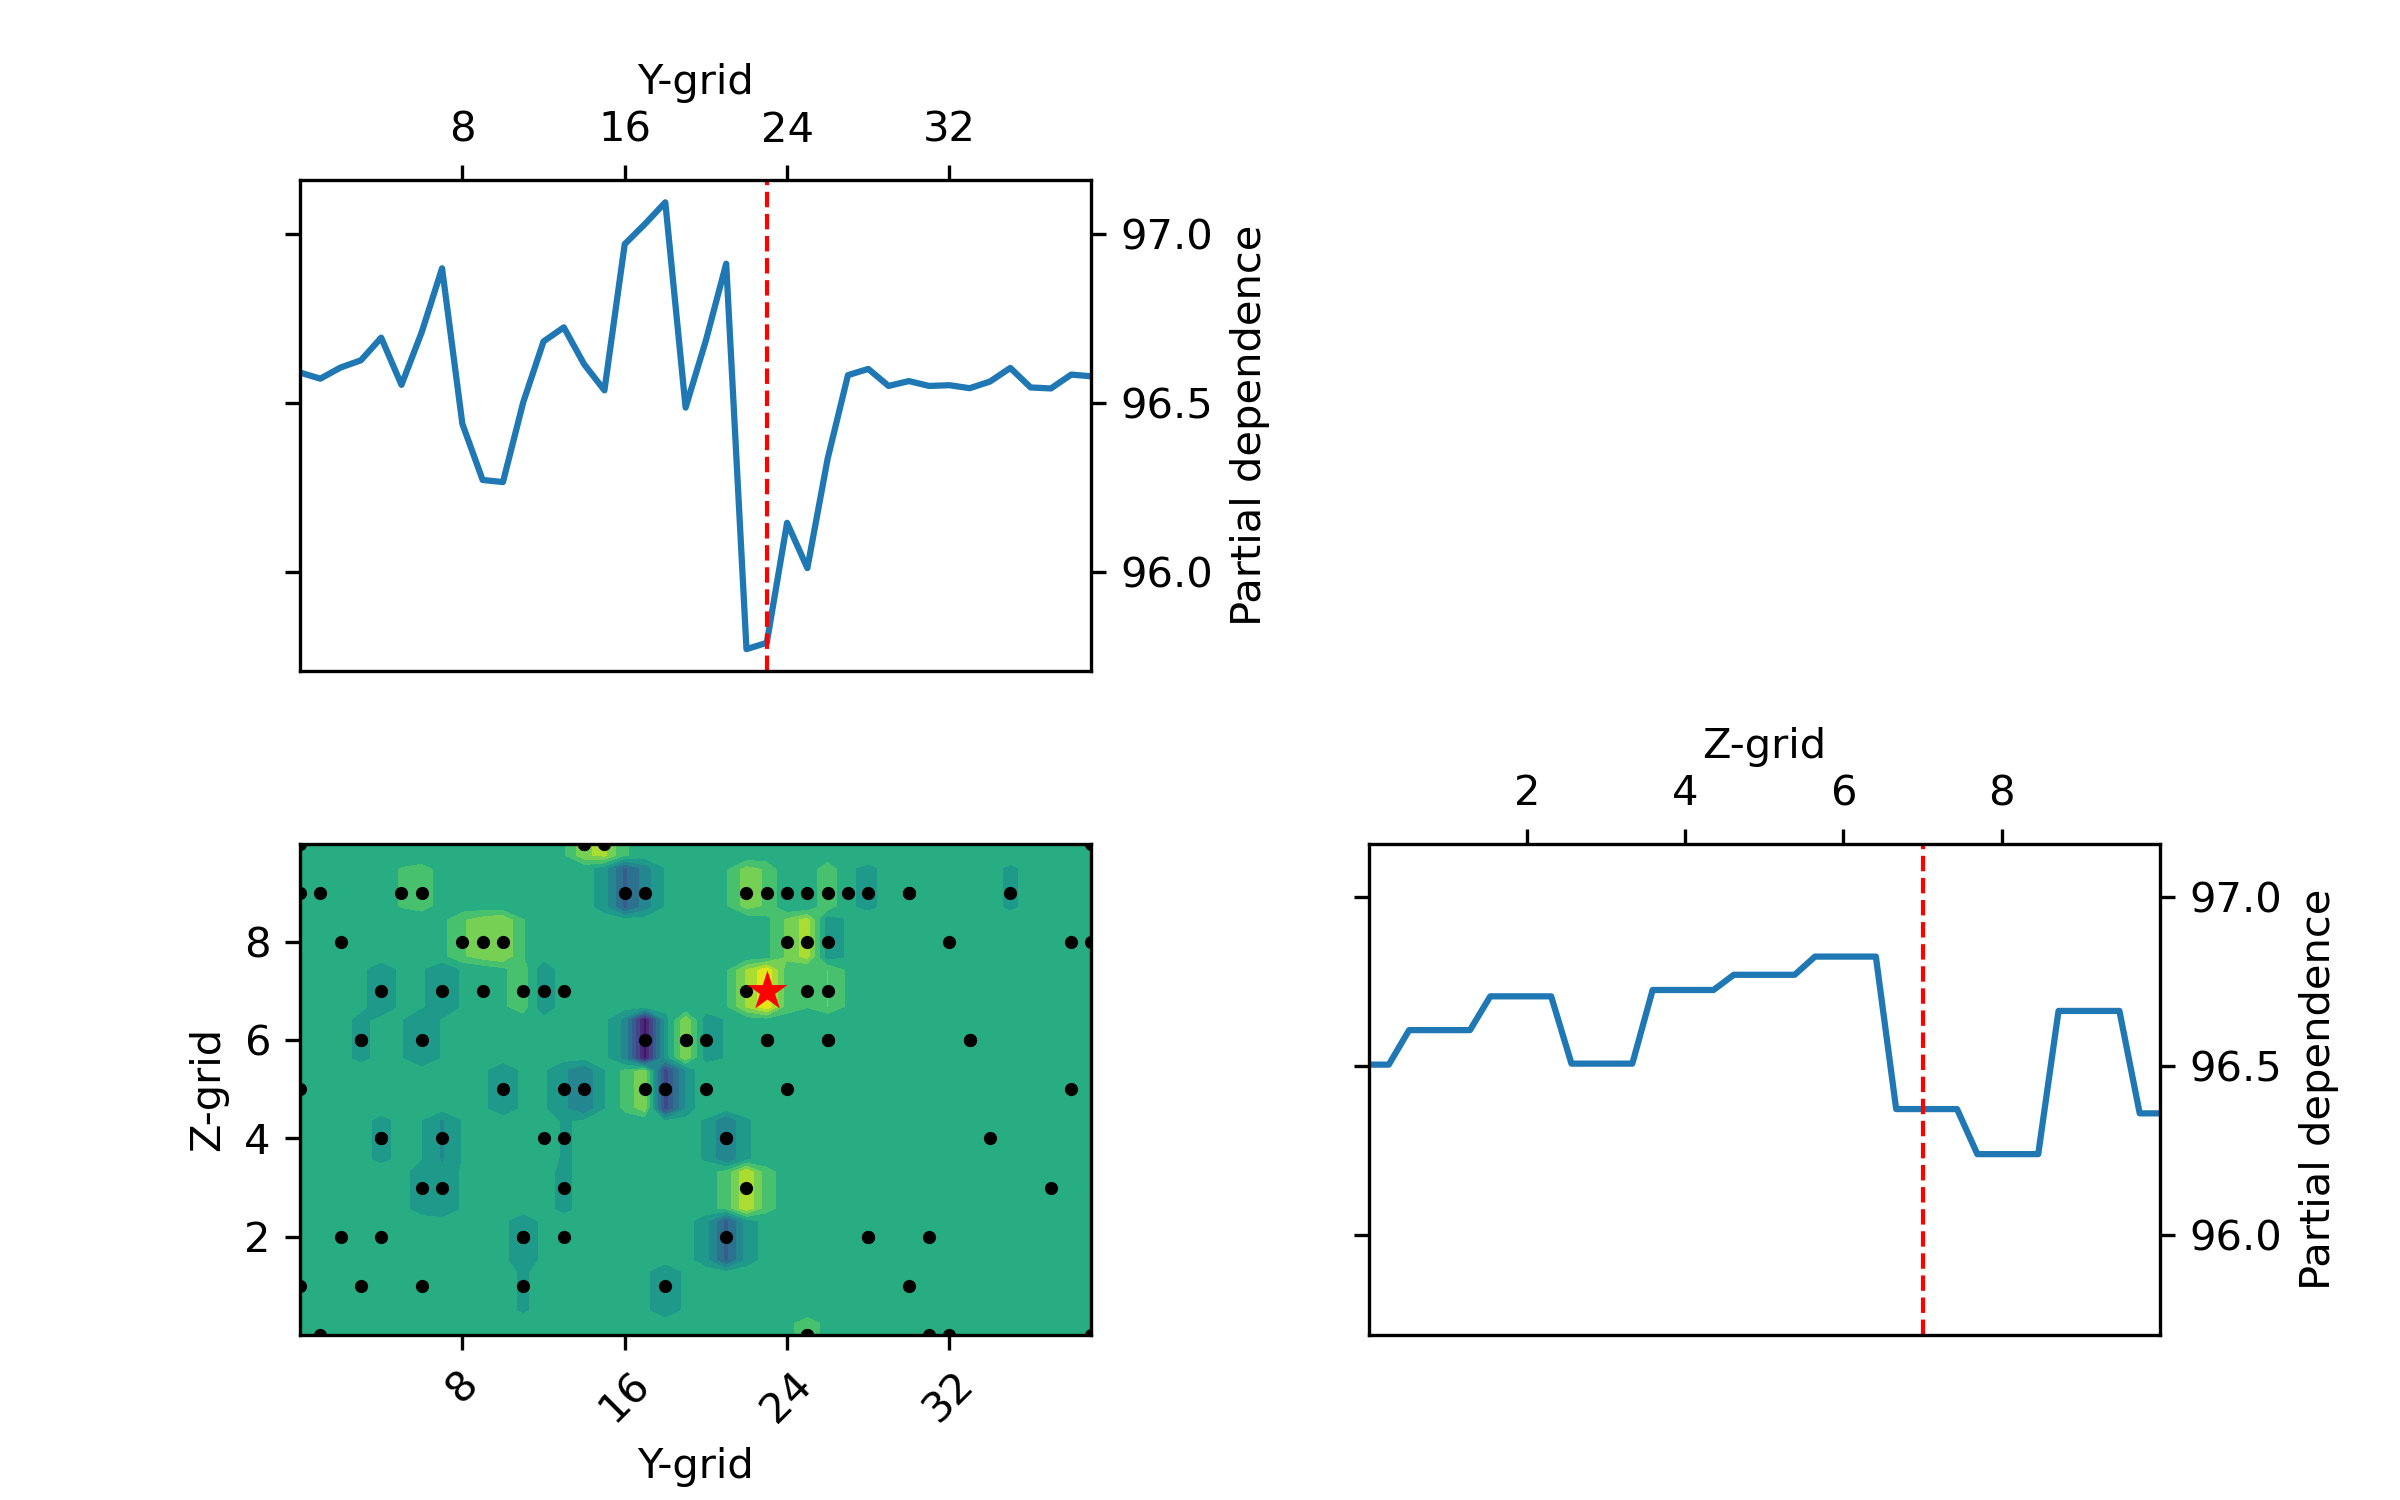 Y-grid
8 16 24 32
97.0
96.5
96.0
Partial dependence
Z-grid
2 4 6 8
97.0
96.5
96.0
Partial dependence
8
6
4
2
Z-grid
8 16 24 32
Y-grid